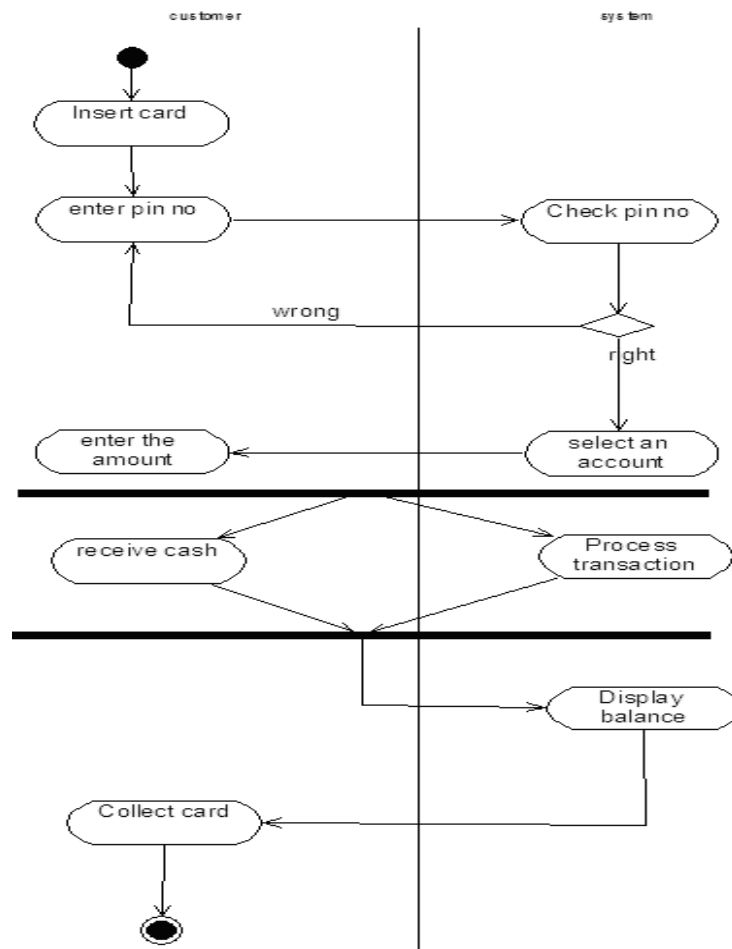 customer
system
Insert card
enter pin no
Check pin no
wrong
right
enter the
amount
select an
account
receive cash
Process
transaction
Display
balance
Collect card